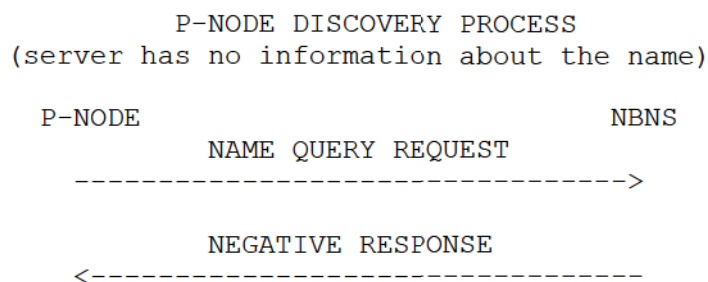 P-NODE DISCOVERY PROCESS
(server has no information about the name)
P-NODE NBNS
NAME QUERY REQUEST
---------------------------------->
NEGATIVE RESPONSE
<----------------------------------